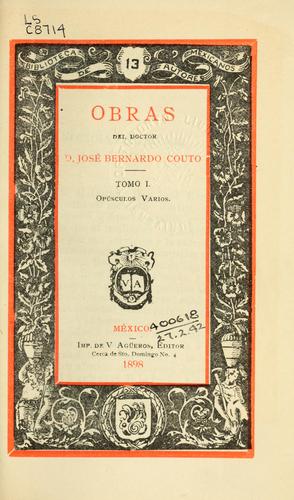 LS
C8714
BIBLIOTECA DE AUTORES MEXICANOS
13
OBRAS
DEL DOCTOR
D. JOSÉ BERNARDO COUTO
TOMO I.
OPÚSCULOS VARIOS.
VA
MÉXICO
400618
27.2.42
IMP. DE V AGÜEROS, EDITOR
Cerca de Sto. Domingo No. 4
1898